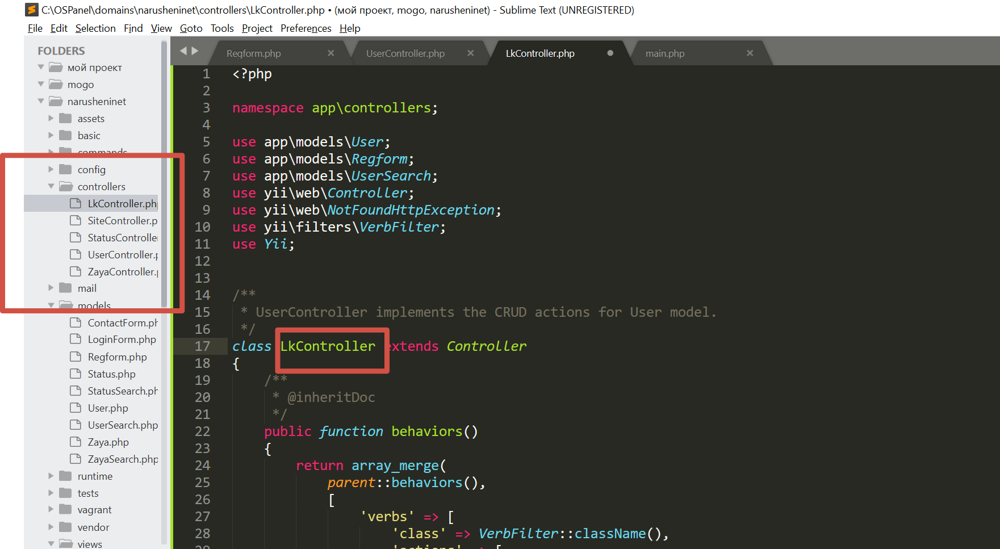 C:\OSPanel\domains\narusheninet\controllers\LkController.php • (мой проект, mogo, narusheninet) - Sublime Text (UNREGISTERED)
File Edit Selection Find View Goto Tools Project Preferences Help
FOLDERS
мой проект
mogo
narusheninet
assets
basic
commands
config
controllers
LkController.ph
SiteController.p
StatusController
UserController.p
ZayaController.p
mail
models
ContactForm.ph
LoginForm.php
Regform.php
Status.php
StatusSearch.ph
User.php
UserSearch.php
Zaya.php
ZayaSearch.php
runtime
tests
vagrant
vendor
views
Regform.php UserController.php LkController.php main.php
1 <?php
2
3 namespace app\controllers;
4
5 use app\models\User;
6 use app\models\Regform;
7 use app\models\UserSearch;
8 use yii\web\Controller;
9 use yii\web\NotFoundHttpException;
10 use yii\filters\VerbFilter;
11 use Yii;
12
13
14 /**
15 * UserController implements the CRUD actions for User model.
16 */
17 class LkController extends Controller
18 {
19 /**
20 * @inheritDoc
21 */
22 public function behaviors()
23 {
24 return array_merge(
25 parent::behaviors(),
26 [
27 'verbs' => [
28 'class' => VerbFilter::className(),
29 'actions' => [